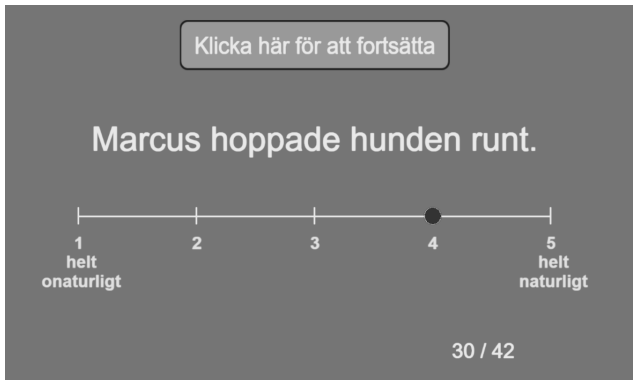 Klicka här för att fortsätta
Marcus hoppade hunden runt.
1 2 3 4 5
helt helt
onaturligt naturligt
30 / 42